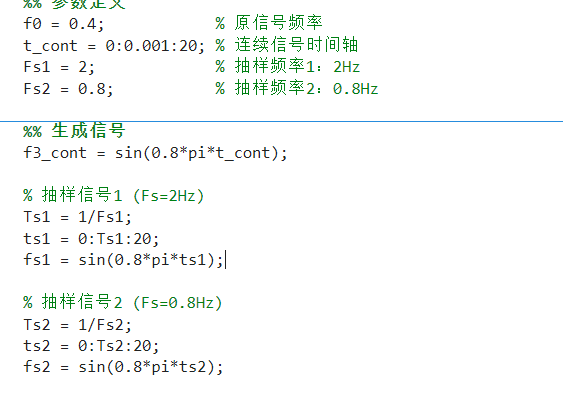 %% 参数定义
f0 = 0.4; % 原信号频率
t_cont = 0:0.001:20; % 连续信号时间轴
Fs1 = 2; % 抽样频率1：2Hz
Fs2 = 0.8; % 抽样频率2：0.8Hz
%% 生成信号
f3_cont = sin(0.8*pi*t_cont);
% 抽样信号1 (Fs=2Hz)
Ts1 = 1/Fs1;
ts1 = 0:Ts1:20;
fs1 = sin(0.8*pi*ts1);
% 抽样信号2 (Fs=0.8Hz)
Ts2 = 1/Fs2;
ts2 = 0:Ts2:20;
fs2 = sin(0.8*pi*ts2);